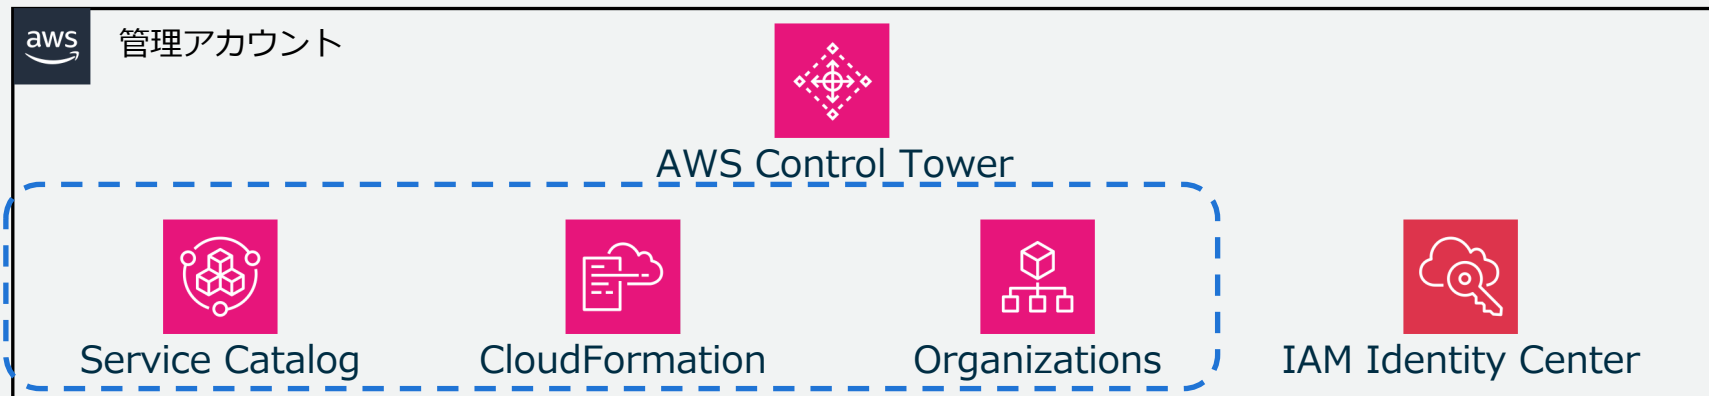 aws
管理アカウント
AWS Control Tower
Service Catalog
CloudFormation
Organizations
IAM Identity Center